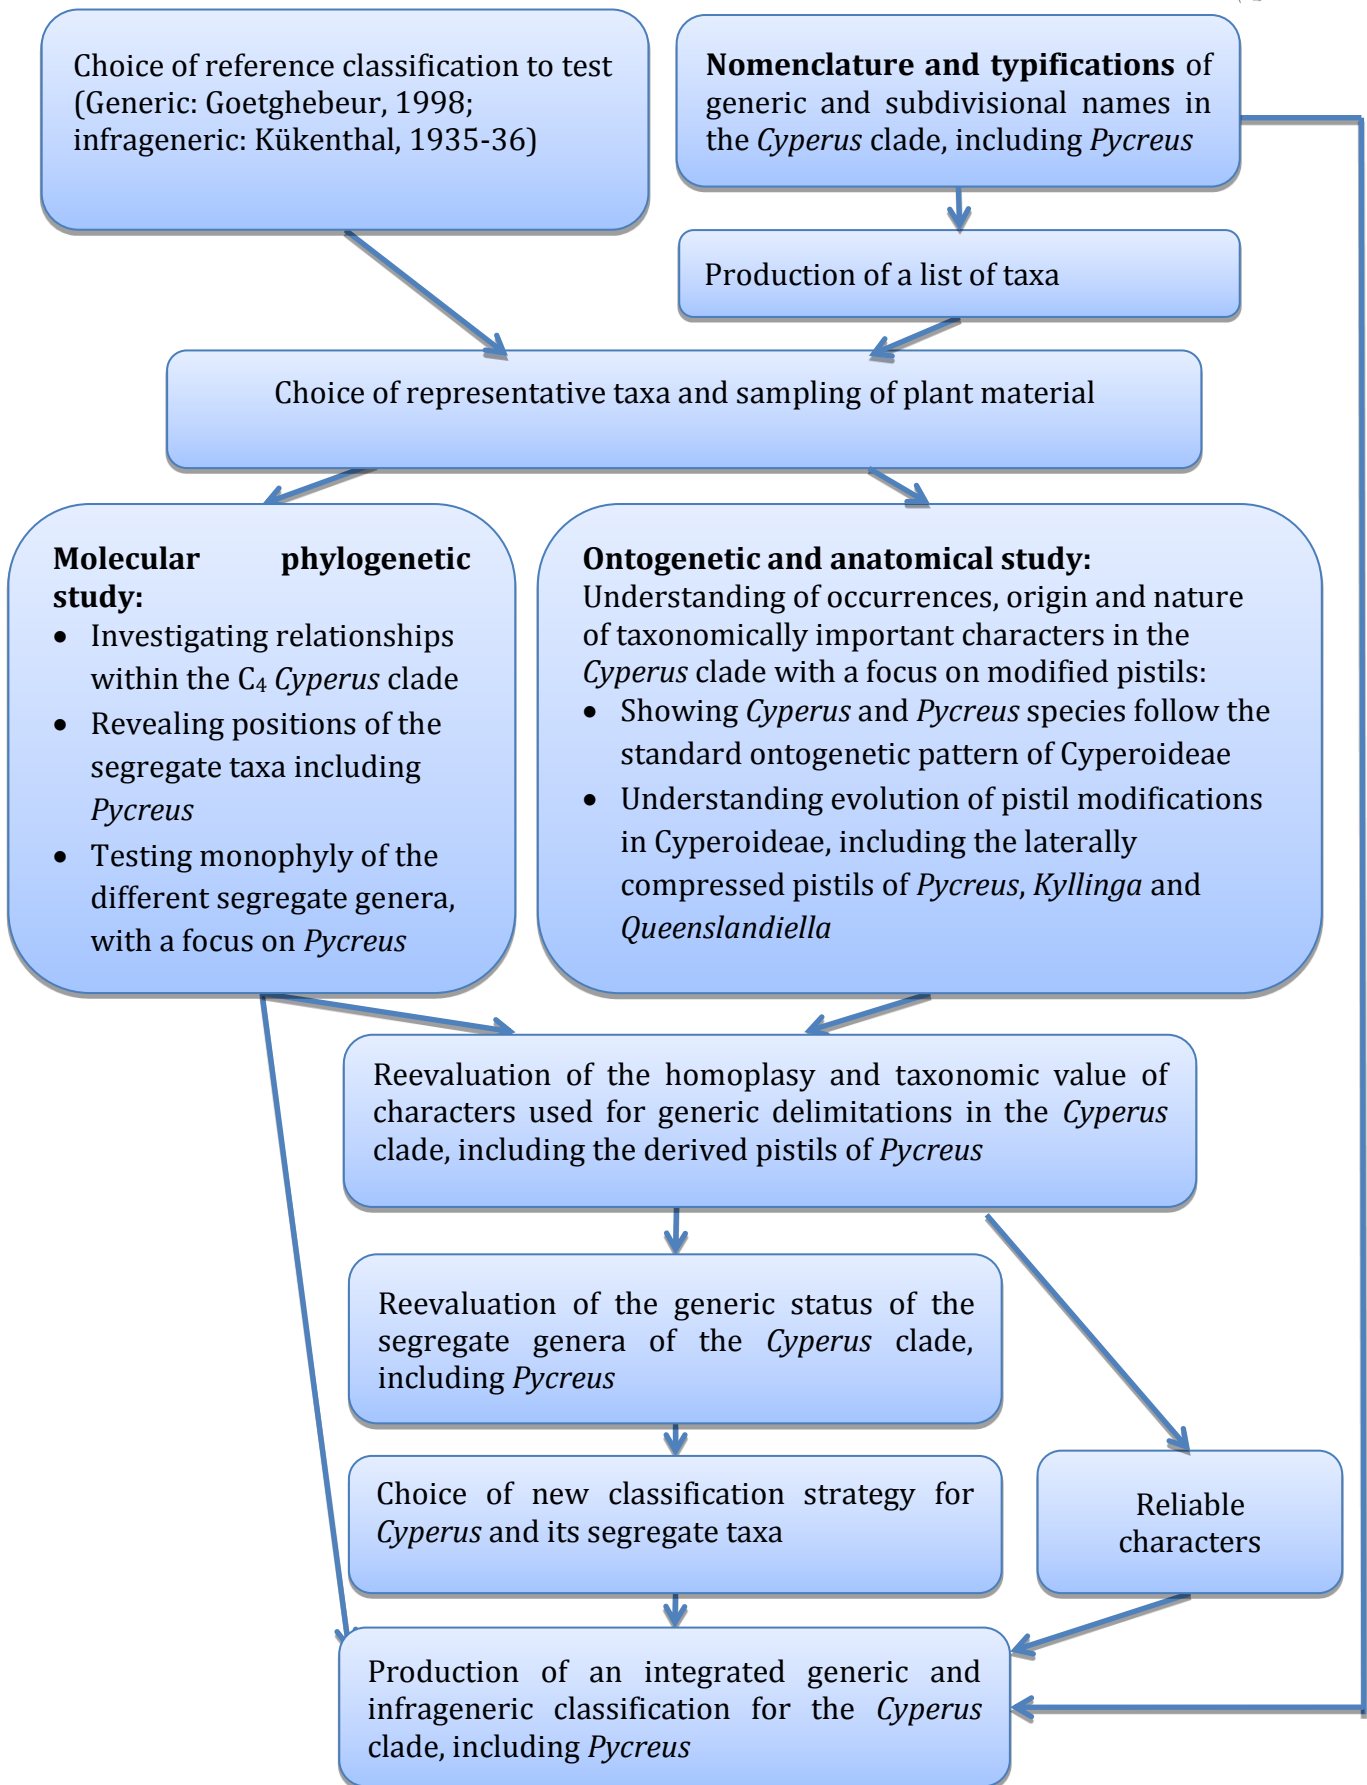 Choice of reference classification to test
(Generic: Goetghebeur, 1998;
infrageneric: Kükenthal, 1935-36)
Nomenclature and typifications of
generic and subdivisional names in
the Cyperus clade, including Pycreus
Production of a list of taxa
Choice of representative taxa and sampling of plant material
Molecular phylogenetic
study:
• Investigating relationships
within the C₄ Cyperus clade
• Revealing positions of the
segregate taxa including
Pycreus
• Testing monophyly of the
different segregate genera,
with a focus on Pycreus
Ontogenetic and anatomical study:
Understanding of occurrences, origin and nature
of taxonomically important characters in the
Cyperus clade with a focus on modified pistils:
• Showing Cyperus and Pycreus species follow the
standard ontogenetic pattern of Cyperoideae
• Understanding evolution of pistil modifications
in Cyperoideae, including the laterally
compressed pistils of Pycreus, Kyllinga and
Queenslandiella
Reevaluation of the homoplasy and taxonomic value of
characters used for generic delimitations in the Cyperus
clade, including the derived pistils of Pycreus
Reevaluation of the generic status of the
segregate genera of the Cyperus clade,
including Pycreus
Choice of new classification strategy for
Cyperus and its segregate taxa
Reliable
characters
Production of an integrated generic and
infrageneric classification for the Cyperus
clade, including Pycreus